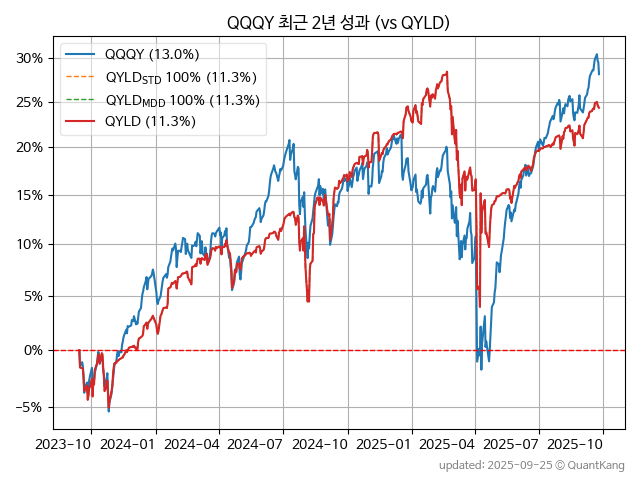 QQQY 최근 2년 성과 (vs QYLD)
QQQY (13.0%)
QYLDSTD 100% (11.3%)
QYLDMDD 100% (11.3%)
QYLD (11.3%)
30%
25%
20%
15%
10%
5%
0%
−5%
2023-10 2024-01 2024-04 2024-07 2024-10 2025-01 2025-04 2025-07 2025-10
updated: 2025-09-25 © QuantKang